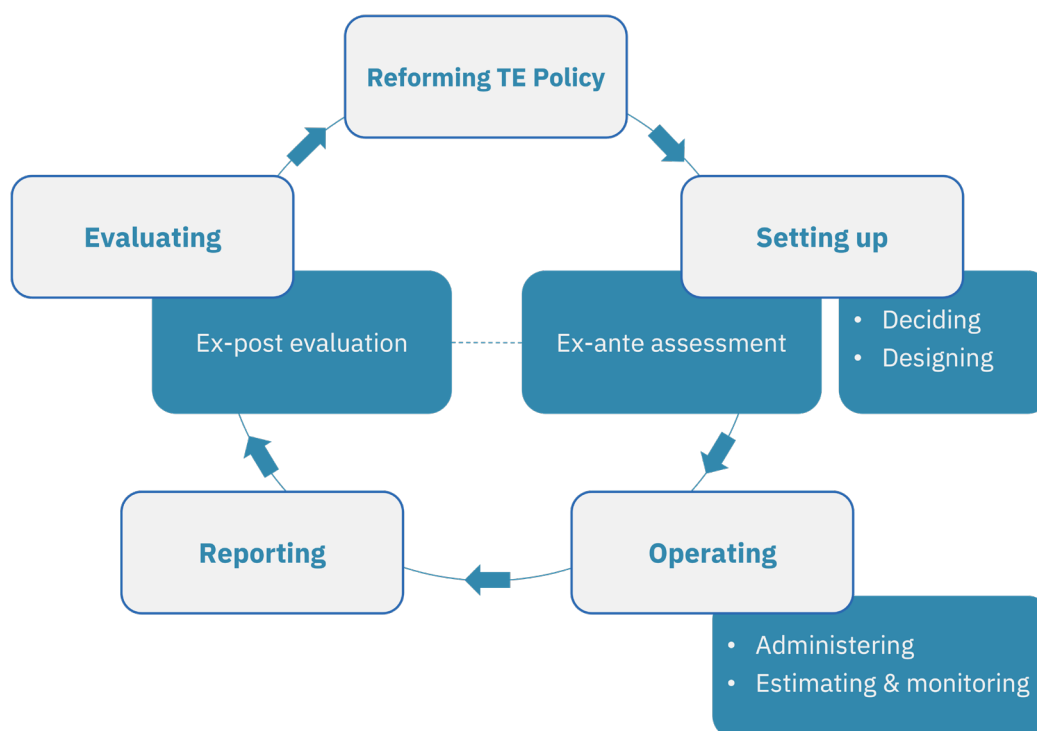 Reforming TE Policy
Evaluating
Setting up
Ex-post evaluation
Ex-ante assessment
• Deciding
• Designing
Reporting
Operating
• Administering
• Estimating & monitoring